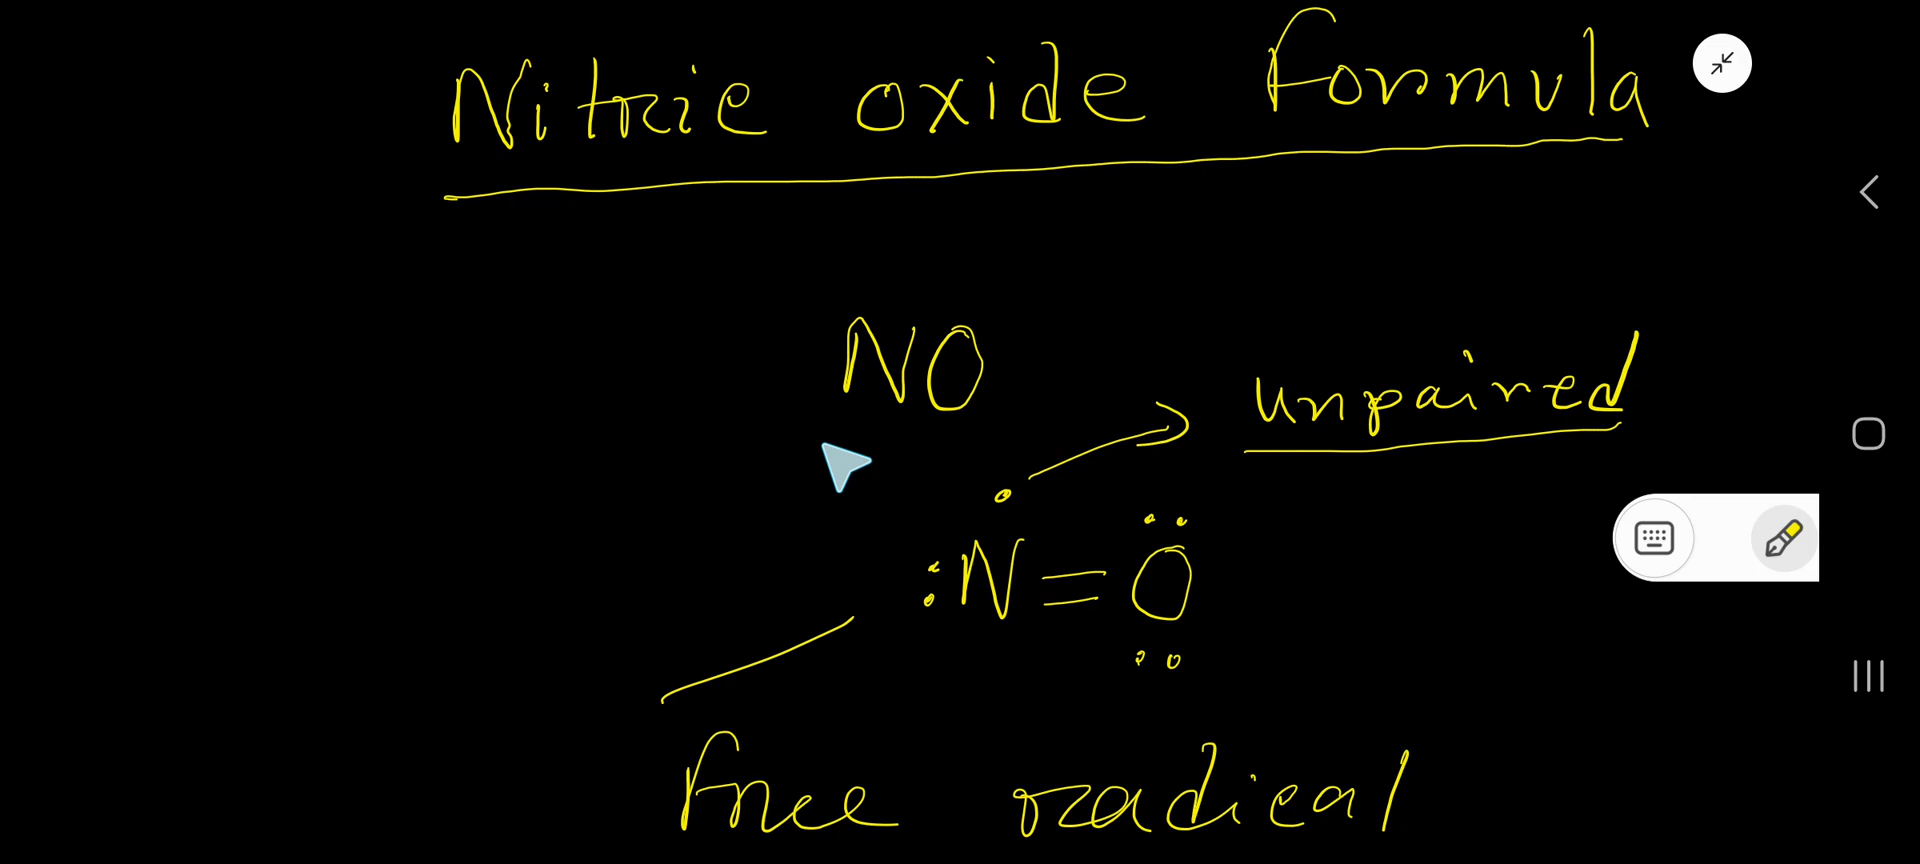 Nitric oxide Formula
NO
unpaired
:N=O
free radical